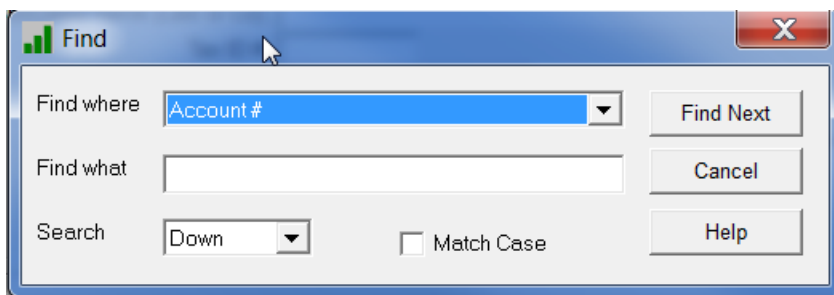 Find
Find where Account # Find Next
Find what Cancel
Search Down Match Case Help